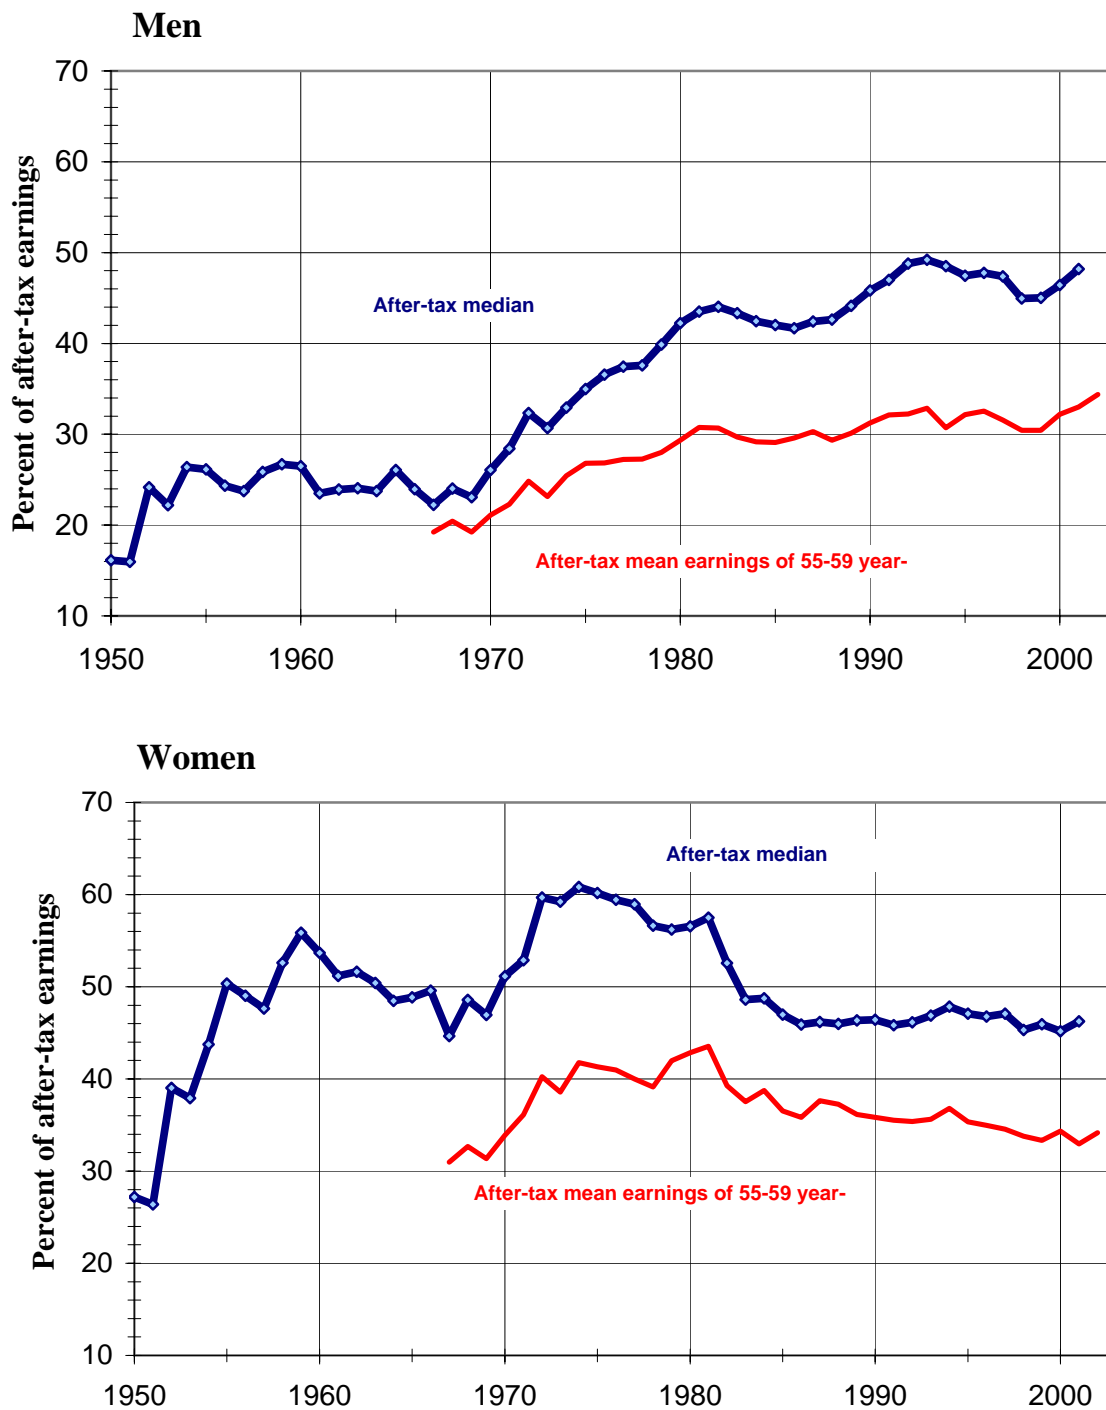 Men
70
60
50
40
30
20
10
Percent of after-tax earnings
After-tax median
After-tax mean earnings of 55-59 year-
1950 1960 1970 1980 1990 2000
Women
70
60
50
40
30
20
10
Percent of after-tax earnings
After-tax median
After-tax mean earnings of 55-59 year-
1950 1960 1970 1980 1990 2000